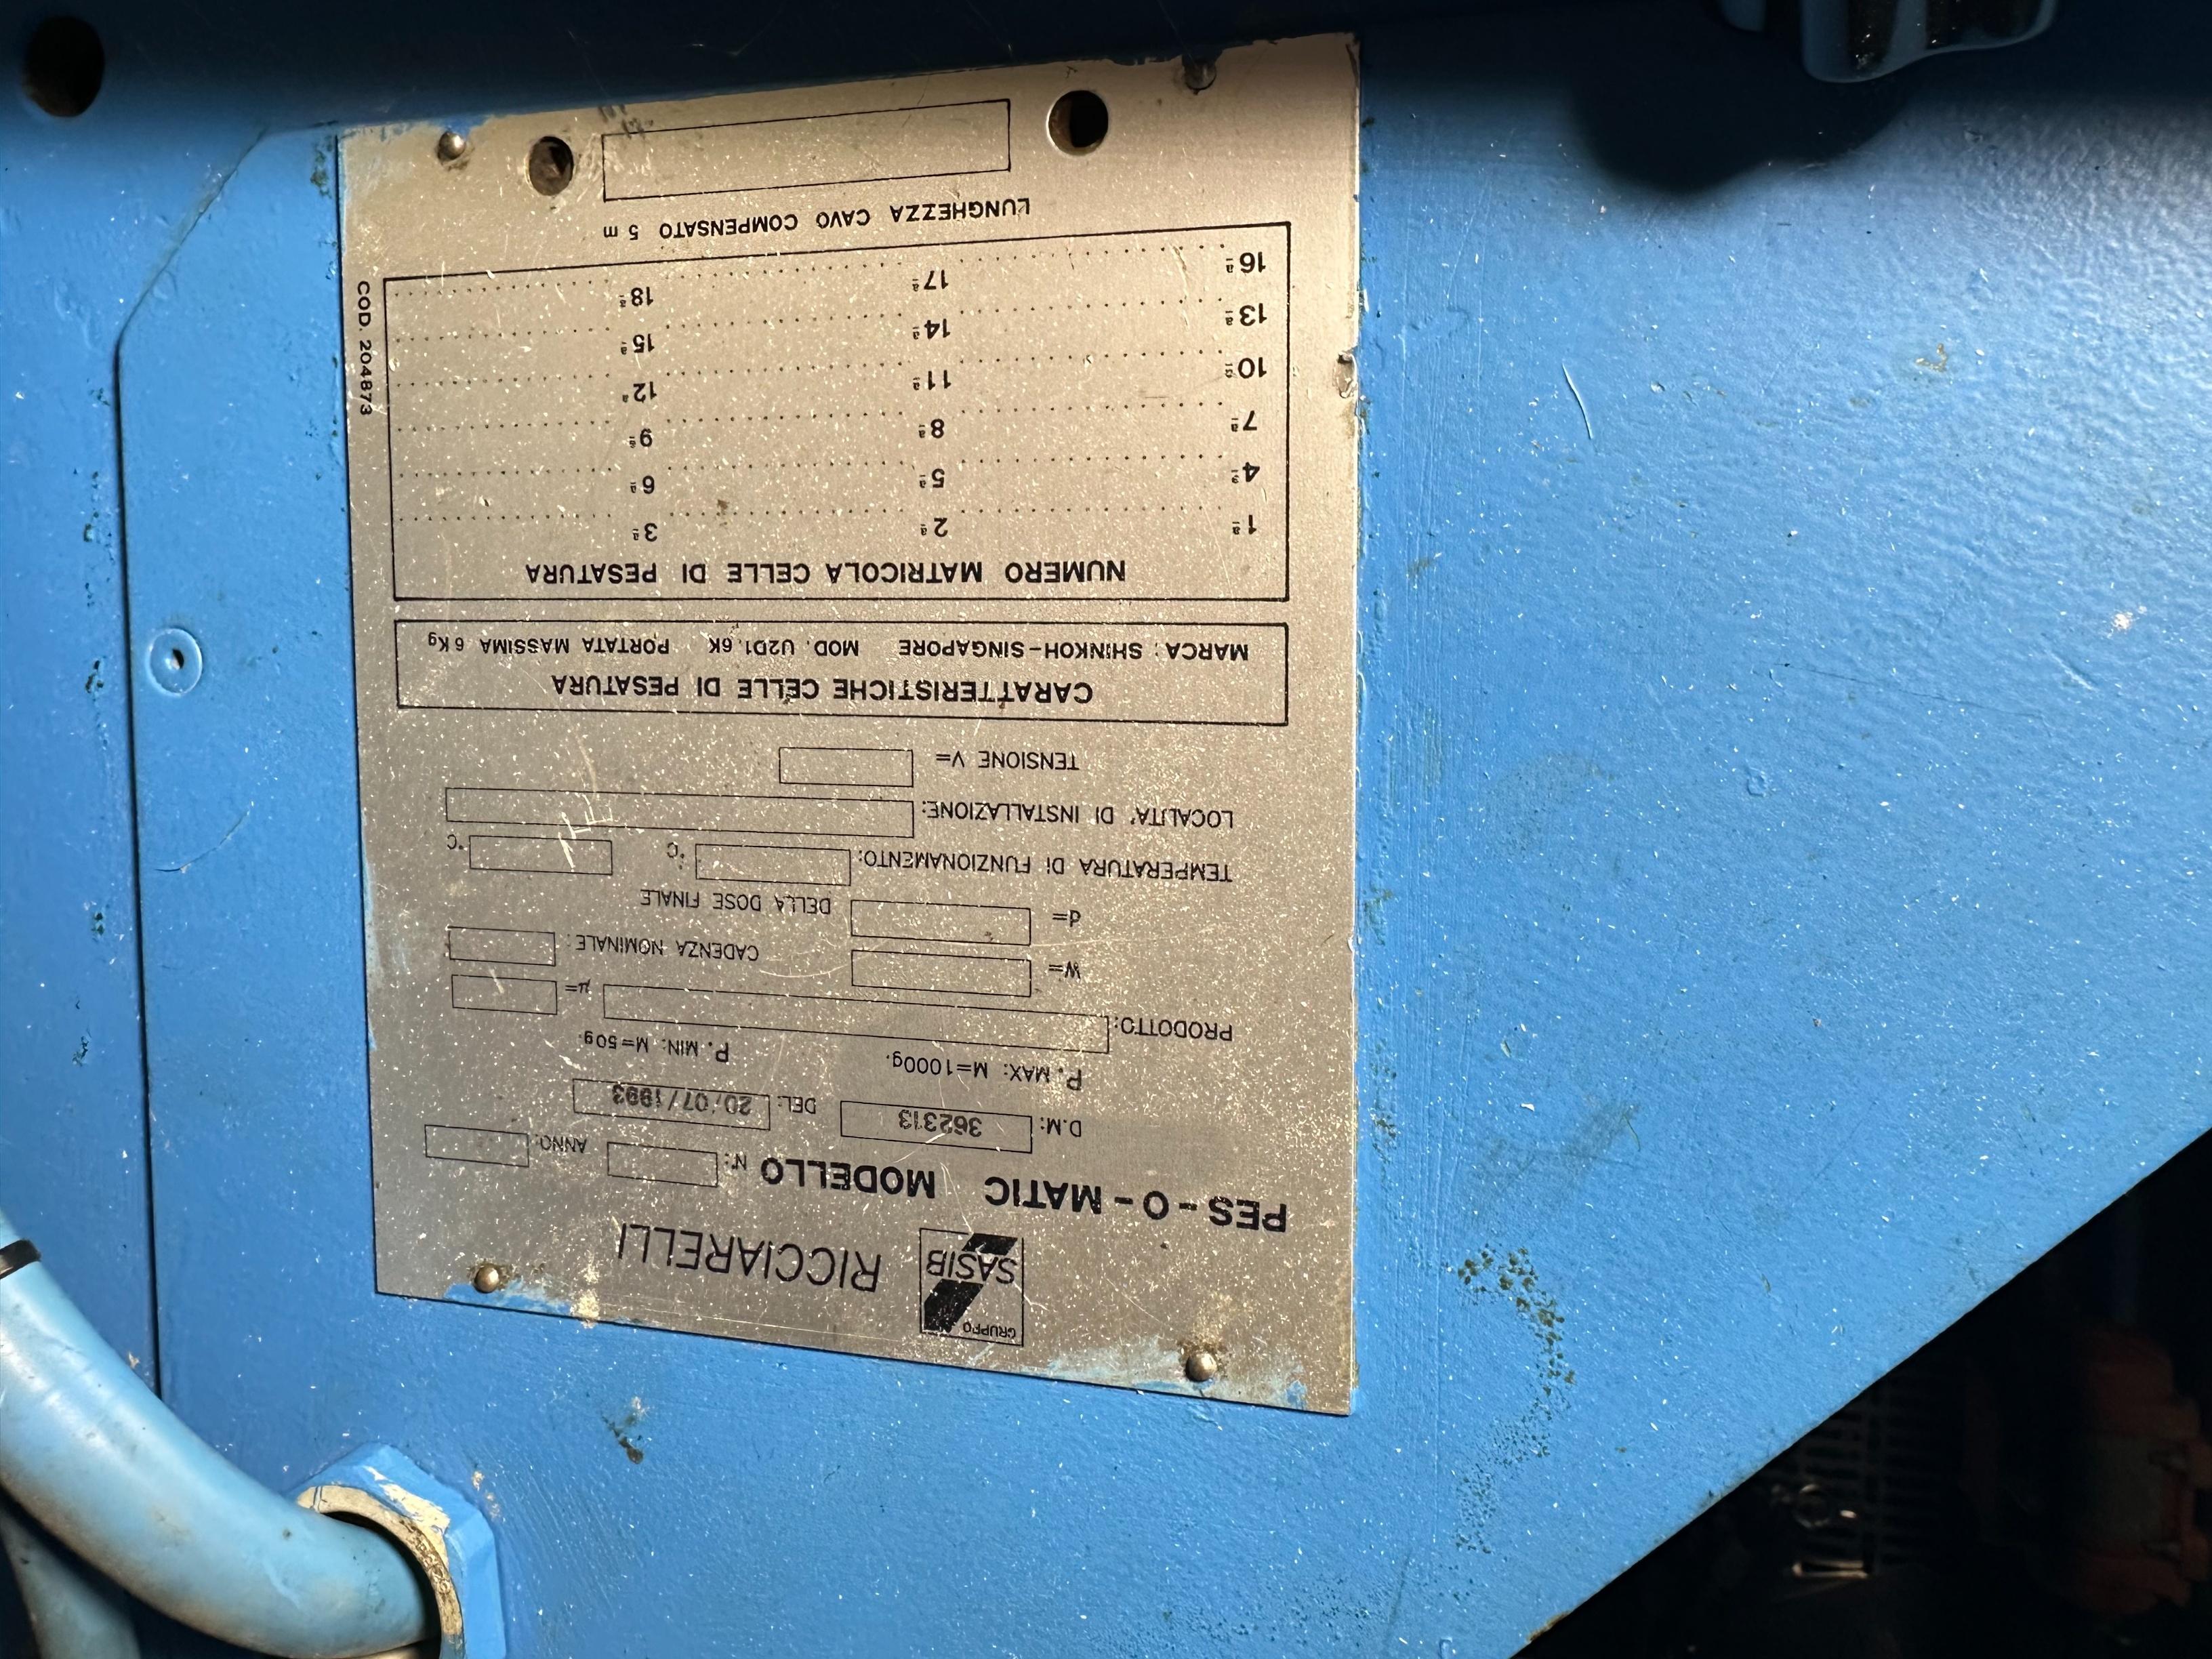 GRUPPO
SASIB
RICCIARELLI
PES-O-MATIC MODELLO N°: ANNO:
D.M: 362313 DEL: 20/07/1993
P. MAX: M=1000g. P. MIN: M=50g.
PRODOTTO: μ=
W= CADENZA NOMINALE:
d= DELLA DOSE FINALE
TEMPERATURA DI FUNZIONAMENTO: °C °C
LOCALITA' DI INSTALLAZIONE:
TENSIONE V=
CARATTERISTICHE CELLE DI PESATURA
MARCA: SHINKOH-SINGAPORE MOD. U2D1.6K PORTATA MASSIMA 6Kg
NUMERO MATRICOLA CELLE DI PESATURA
1ª 2ª 3ª
4ª 5ª 6ª
7ª 8ª 9ª
10ª 11ª 12ª
13ª 14ª 15ª
16ª 17ª 18ª
LUNGHEZZA CAVO COMPENSATO 5 m
COD. 204873